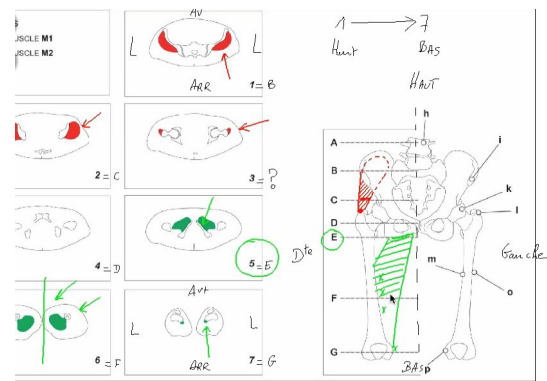 USCLE M1
USCLE M2
AV
L
L
ARR
1 = B
2 = C
3 = ?
4 = D
5 = E
6 = F
Avt
L
L
ARR
7 = G
1 → 7
Haut
BAS
HAUT
A
B
C
D
E
F
G
h
i
k
l
m
o
p
Dte
Gauche
BAS